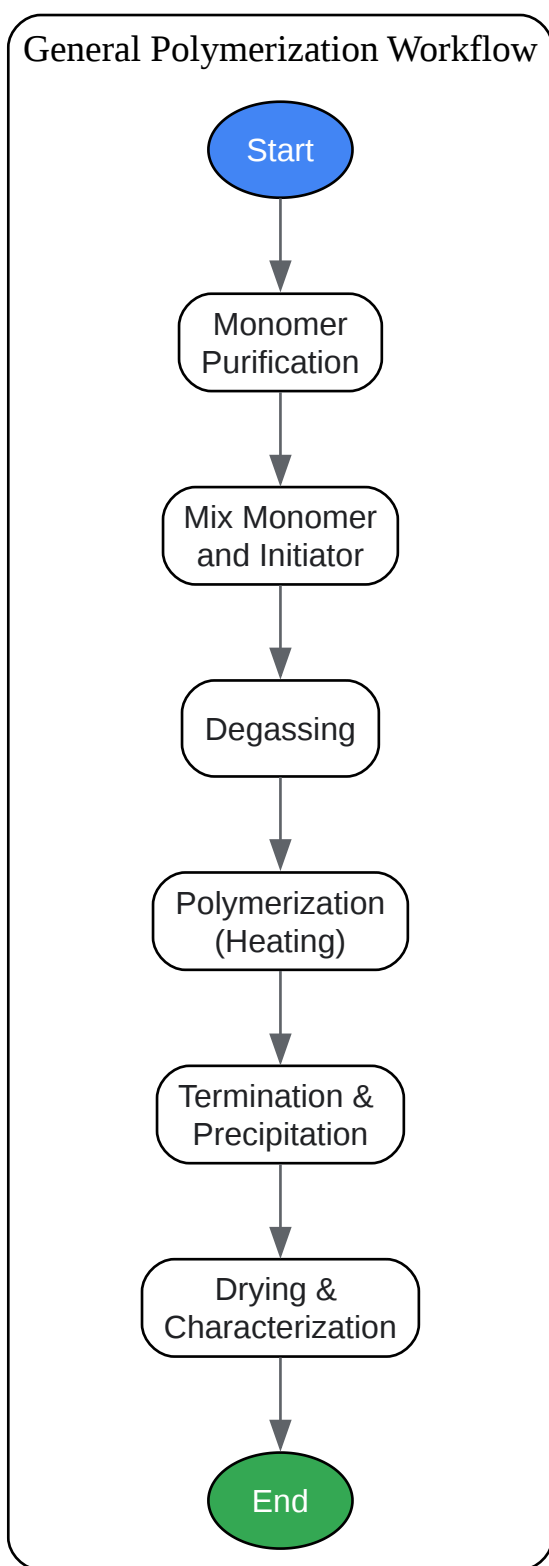 General Polymerization Workflow
Start
Monomer
Purification
Mix Monomer
and Initiator
Degassing
Polymerization
(Heating)
Termination &
Precipitation
Drying &
Characterization
End